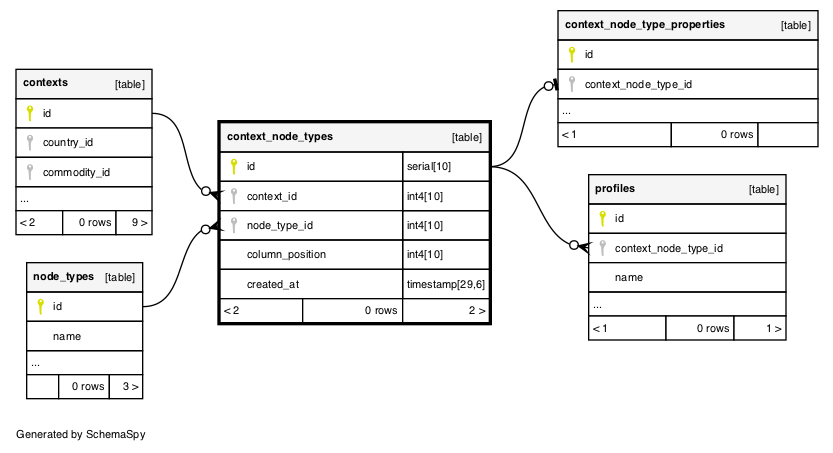 contexts [table]
id
country_id
commodity_id
...
< 2 0 rows 9 >
node_types [table]
id
name
...
0 rows 3 >
context_node_types [table]
id serial[10]
context_id int4[10]
node_type_id int4[10]
column_position int4[10]
created_at timestamp[29,6]
< 2 0 rows 2 >
context_node_type_properties [table]
id
context_node_type_id
...
< 1 0 rows
profiles [table]
id
context_node_type_id
name
...
< 1 0 rows 1 >
Generated by SchemaSpy